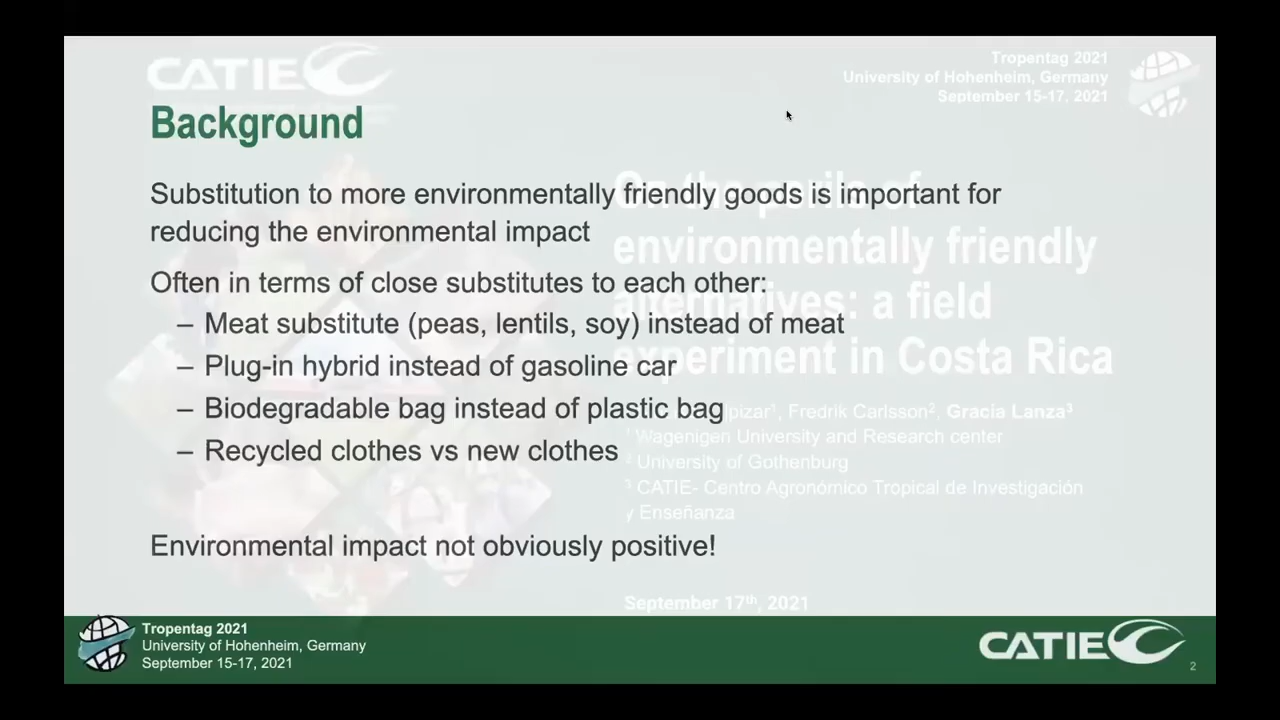 CATIE
Tropentag 2021
University of Hohenheim, Germany
September 15-17, 2021
Background
Substitution to more environmentally friendly goods is important for
reducing the environmental impact
Often in terms of close substitutes to each other:
– Meat substitute (peas, lentils, soy) instead of meat
– Plug-in hybrid instead of gasoline car
– Biodegradable bag instead of plastic bag
– Recycled clothes vs new clothes
Environmental impact not obviously positive!
On the perils of
environmentally friendly
alternatives: a field
experiment in Costa Rica
Fredrik Carlsson², Gracia Lanza³
¹ Wagenigen University and Research center
² University of Gothenburg
³ CATIE- Centro Agronómico Tropical de Investigación
y Enseñanza
September 17th, 2021
Tropentag 2021
University of Hohenheim, Germany
September 15-17, 2021
CATIE
2